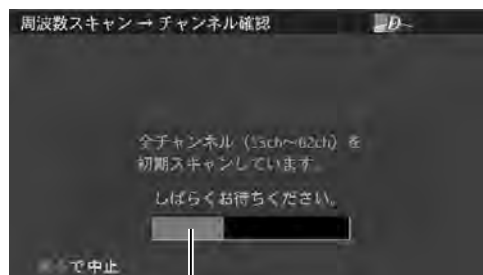 周波数スキャン → チャンネル確認
D
全チャンネル（13ch～62ch）を
初期スキャンしています。
しばらくお待ちください。
で中止